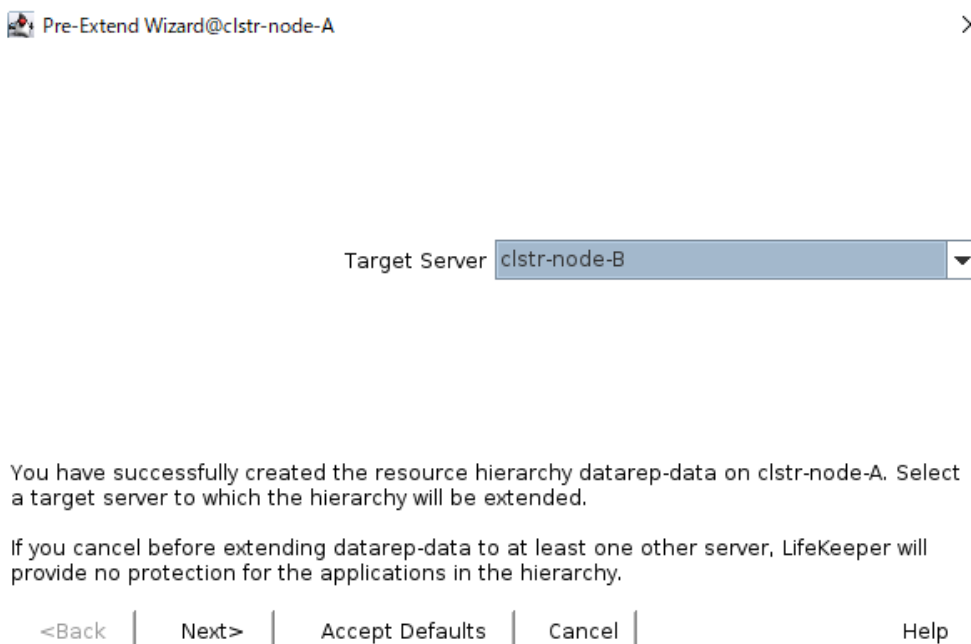 Pre-Extend Wizard@clstr-node-A
Target Server clstr-node-B
You have successfully created the resource hierarchy datarep-data on clstr-node-A. Select
a target server to which the hierarchy will be extended.
If you cancel before extending datarep-data to at least one other server, LifeKeeper will
provide no protection for the applications in the hierarchy.
<Back Next> Accept Defaults Cancel Help